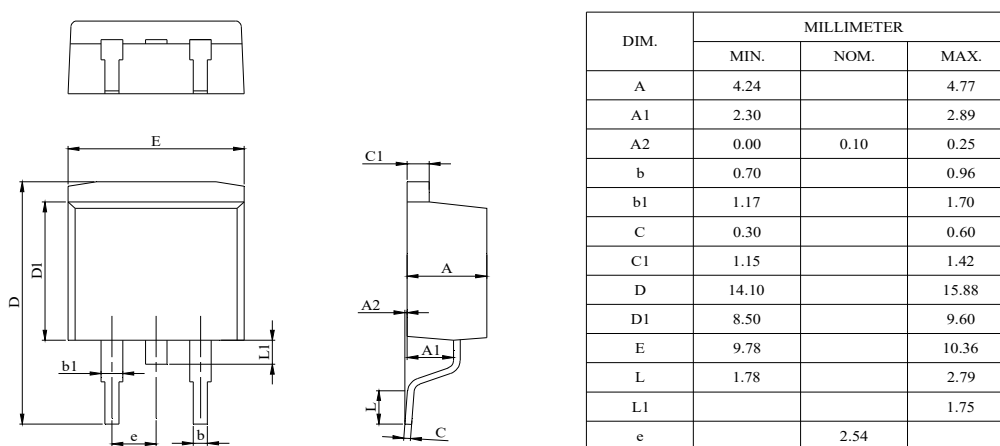 E
D
D1
b1
L1
e
b
C1
A
A2
A1
L
C
DIM. MILLIMETER
MIN. NOM. MAX.
A 4.24 4.77
A1 2.30 2.89
A2 0.00 0.10 0.25
b 0.70 0.96
b1 1.17 1.70
C 0.30 0.60
C1 1.15 1.42
D 14.10 15.88
D1 8.50 9.60
E 9.78 10.36
L 1.78 2.79
L1 1.75
e 2.54